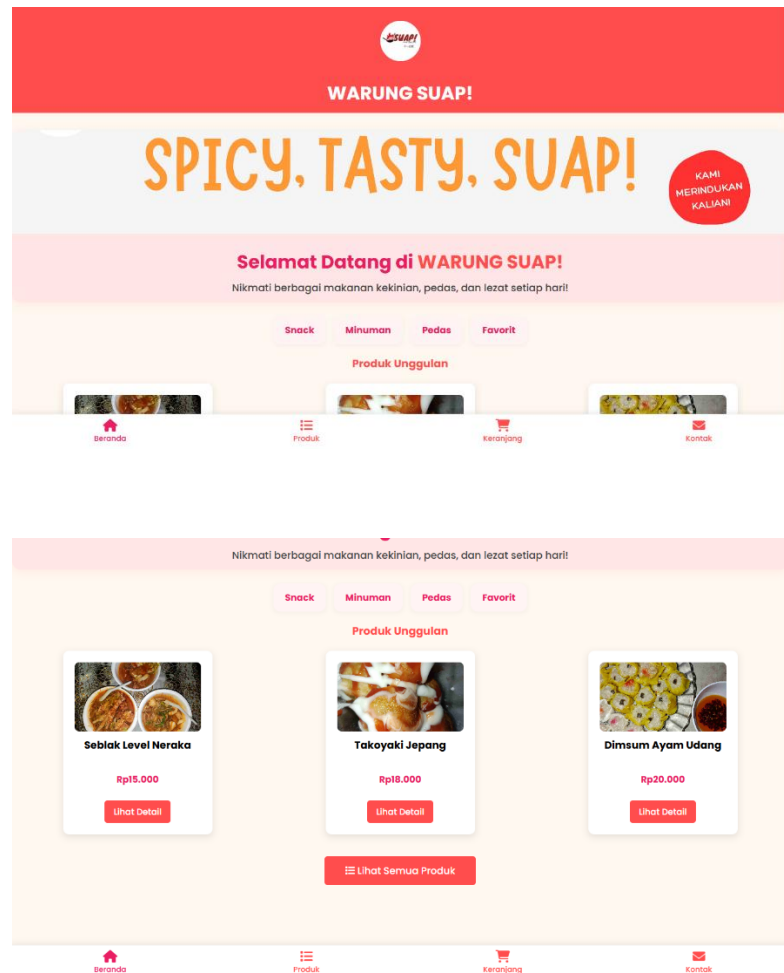 SUAP!
WARUNG SUAP!
SPICY, TASTY, SUAP!
KAMI
MERINDUKAN
KALIAN!
Selamat Datang di WARUNG SUAP!
Nikmati berbagai makanan kekinian, pedas, dan lezat setiap hari!
Snack Minuman Pedas Favorit
Produk Unggulan
Beranda Produk Keranjang Kontak
Nikmati berbagai makanan kekinian, pedas, dan lezat setiap hari!
Snack Minuman Pedas Favorit
Produk Unggulan
Seblak Level Neraka Takoyaki Jepang Dimsum Ayam Udang
Rp15.000 Rp18.000 Rp20.000
Lihat Detail Lihat Detail Lihat Detail
Lihat Semua Produk
Beranda Produk Keranjang Kontak